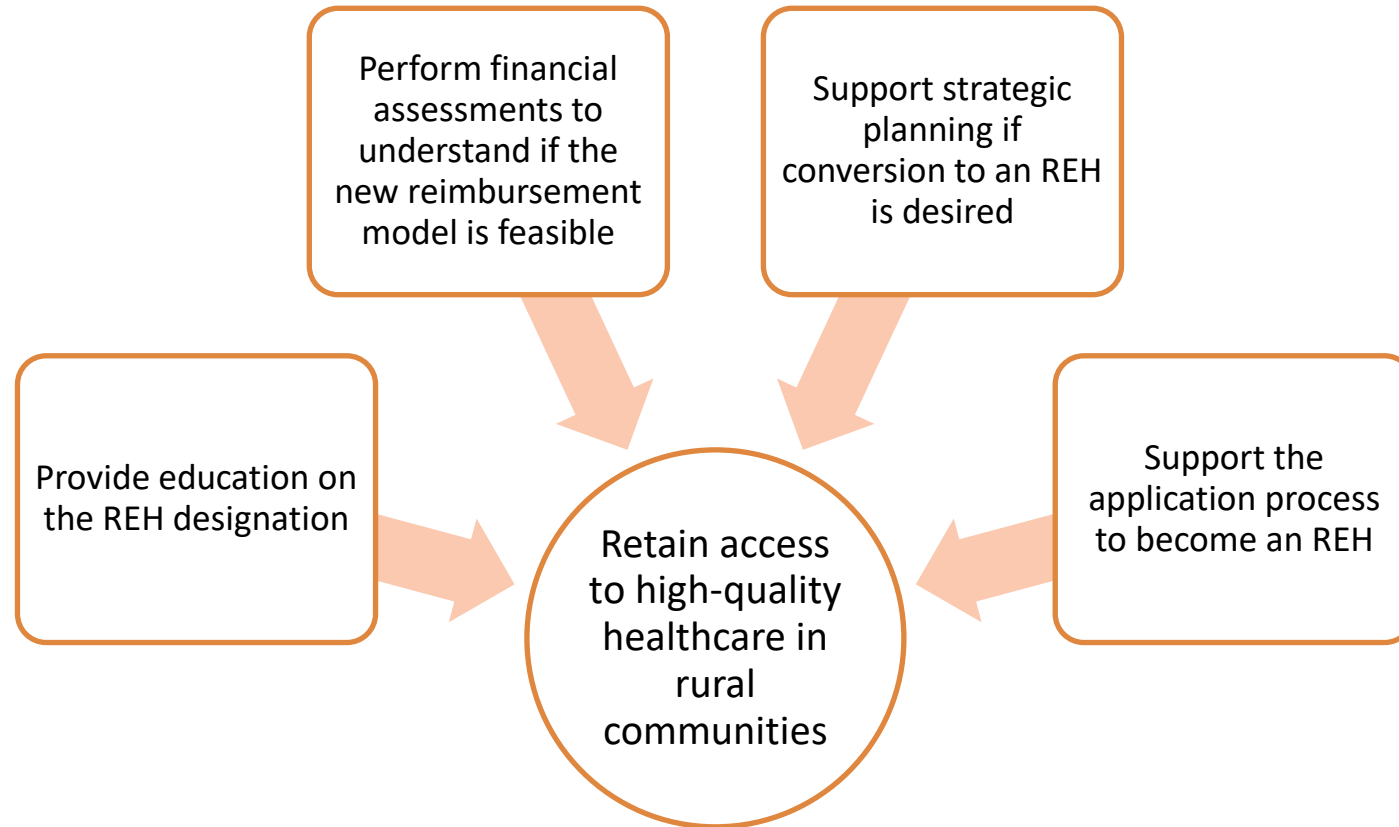 Perform financial
assessments to
understand if the
new reimbursement
model is feasible
Support strategic
planning if
conversion to an REH
is desired
Provide education on
the REH designation
Support the
application process
to become an REH
Retain access
to high-quality
healthcare in
rural
communities